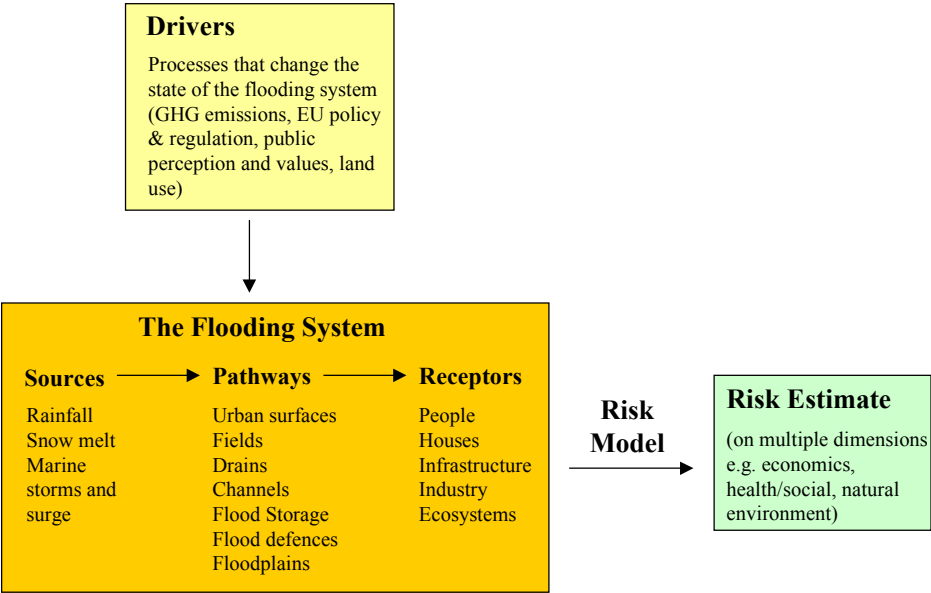 Drivers
Processes that change the
state of the flooding system
(GHG emissions, EU policy
& regulation, public
perception and values, land
use)
The Flooding System
Sources
Rainfall
Snow melt
Marine
storms and
surge
Pathways
Urban surfaces
Fields
Drains
Channels
Flood Storage
Flood defences
Floodplains
Receptors
People
Houses
Infrastructure
Industry
Ecosystems
Risk
Model
Risk Estimate
(on multiple dimensions
e.g. economics,
health/social, natural
environment)